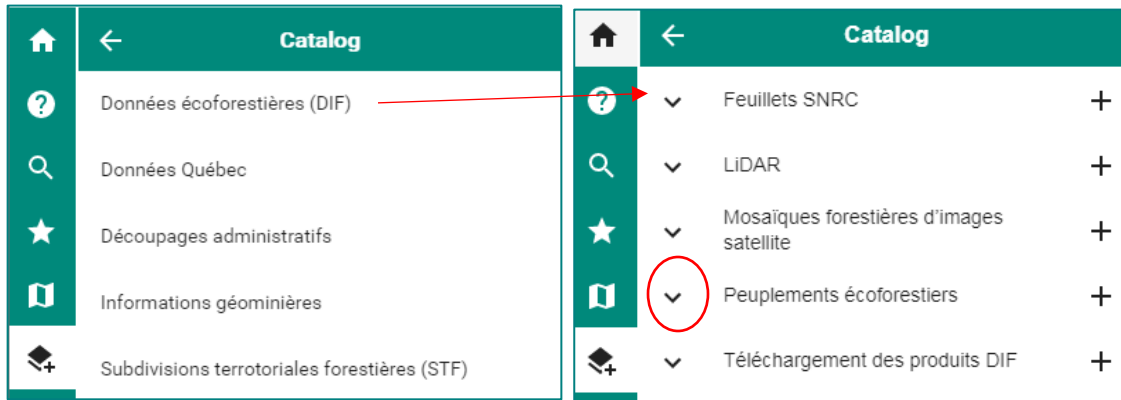 Catalog
Données écoforestières (DIF)
Données Québec
Découpages administratifs
Informations géominières
Subdivisions terrotoriales forestières (STF)
Catalog
Feuillets SNRC
LiDAR
Mosaïques forestières d'images
satellite
Peuplements écoforestiers
Téléchargement des produits DIF